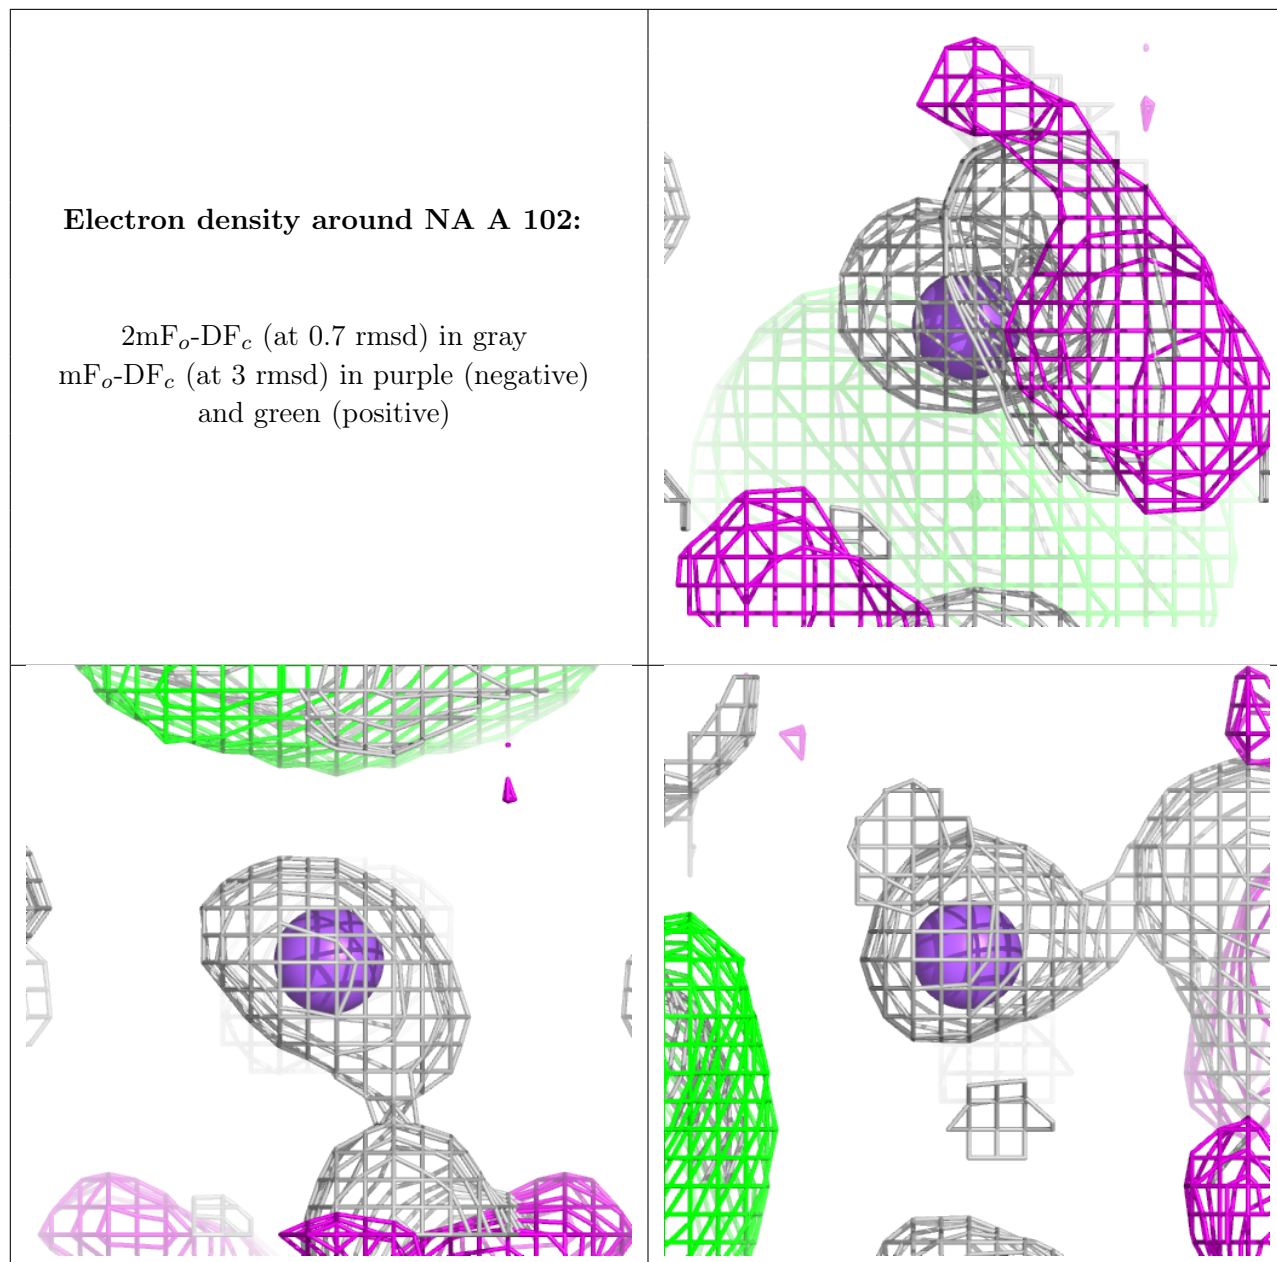 Electron density around NA A 102:
2mFo-DFc (at 0.7 rmsd) in gray
mFo-DFc (at 3 rmsd) in purple (negative)
and green (positive)